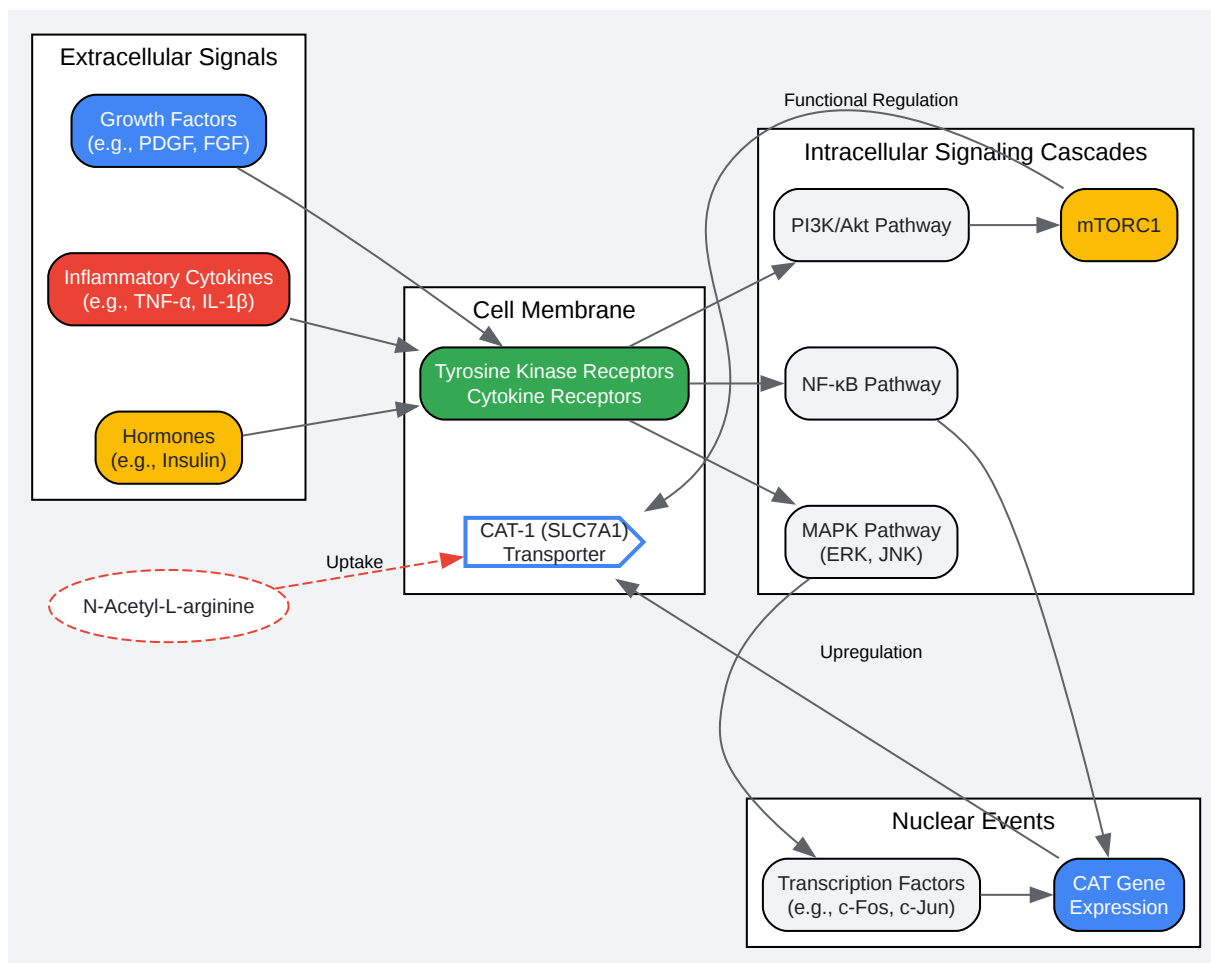 Extracellular Signals
Growth Factors
(e.g., PDGF, FGF)
Inflammatory Cytokines
(e.g., TNF-α, IL-1β)
Hormones
(e.g., Insulin)
N-Acetyl-L-arginine
Uptake
Cell Membrane
Tyrosine Kinase Receptors
Cytokine Receptors
CAT-1 (SLC7A1)
Transporter
Functional Regulation
Intracellular Signaling Cascades
PI3K/Akt Pathway
mTORC1
NF-κB Pathway
MAPK Pathway
(ERK, JNK)
Upregulation
Nuclear Events
Transcription Factors
(e.g., c-Fos, c-Jun)
CAT Gene
Expression